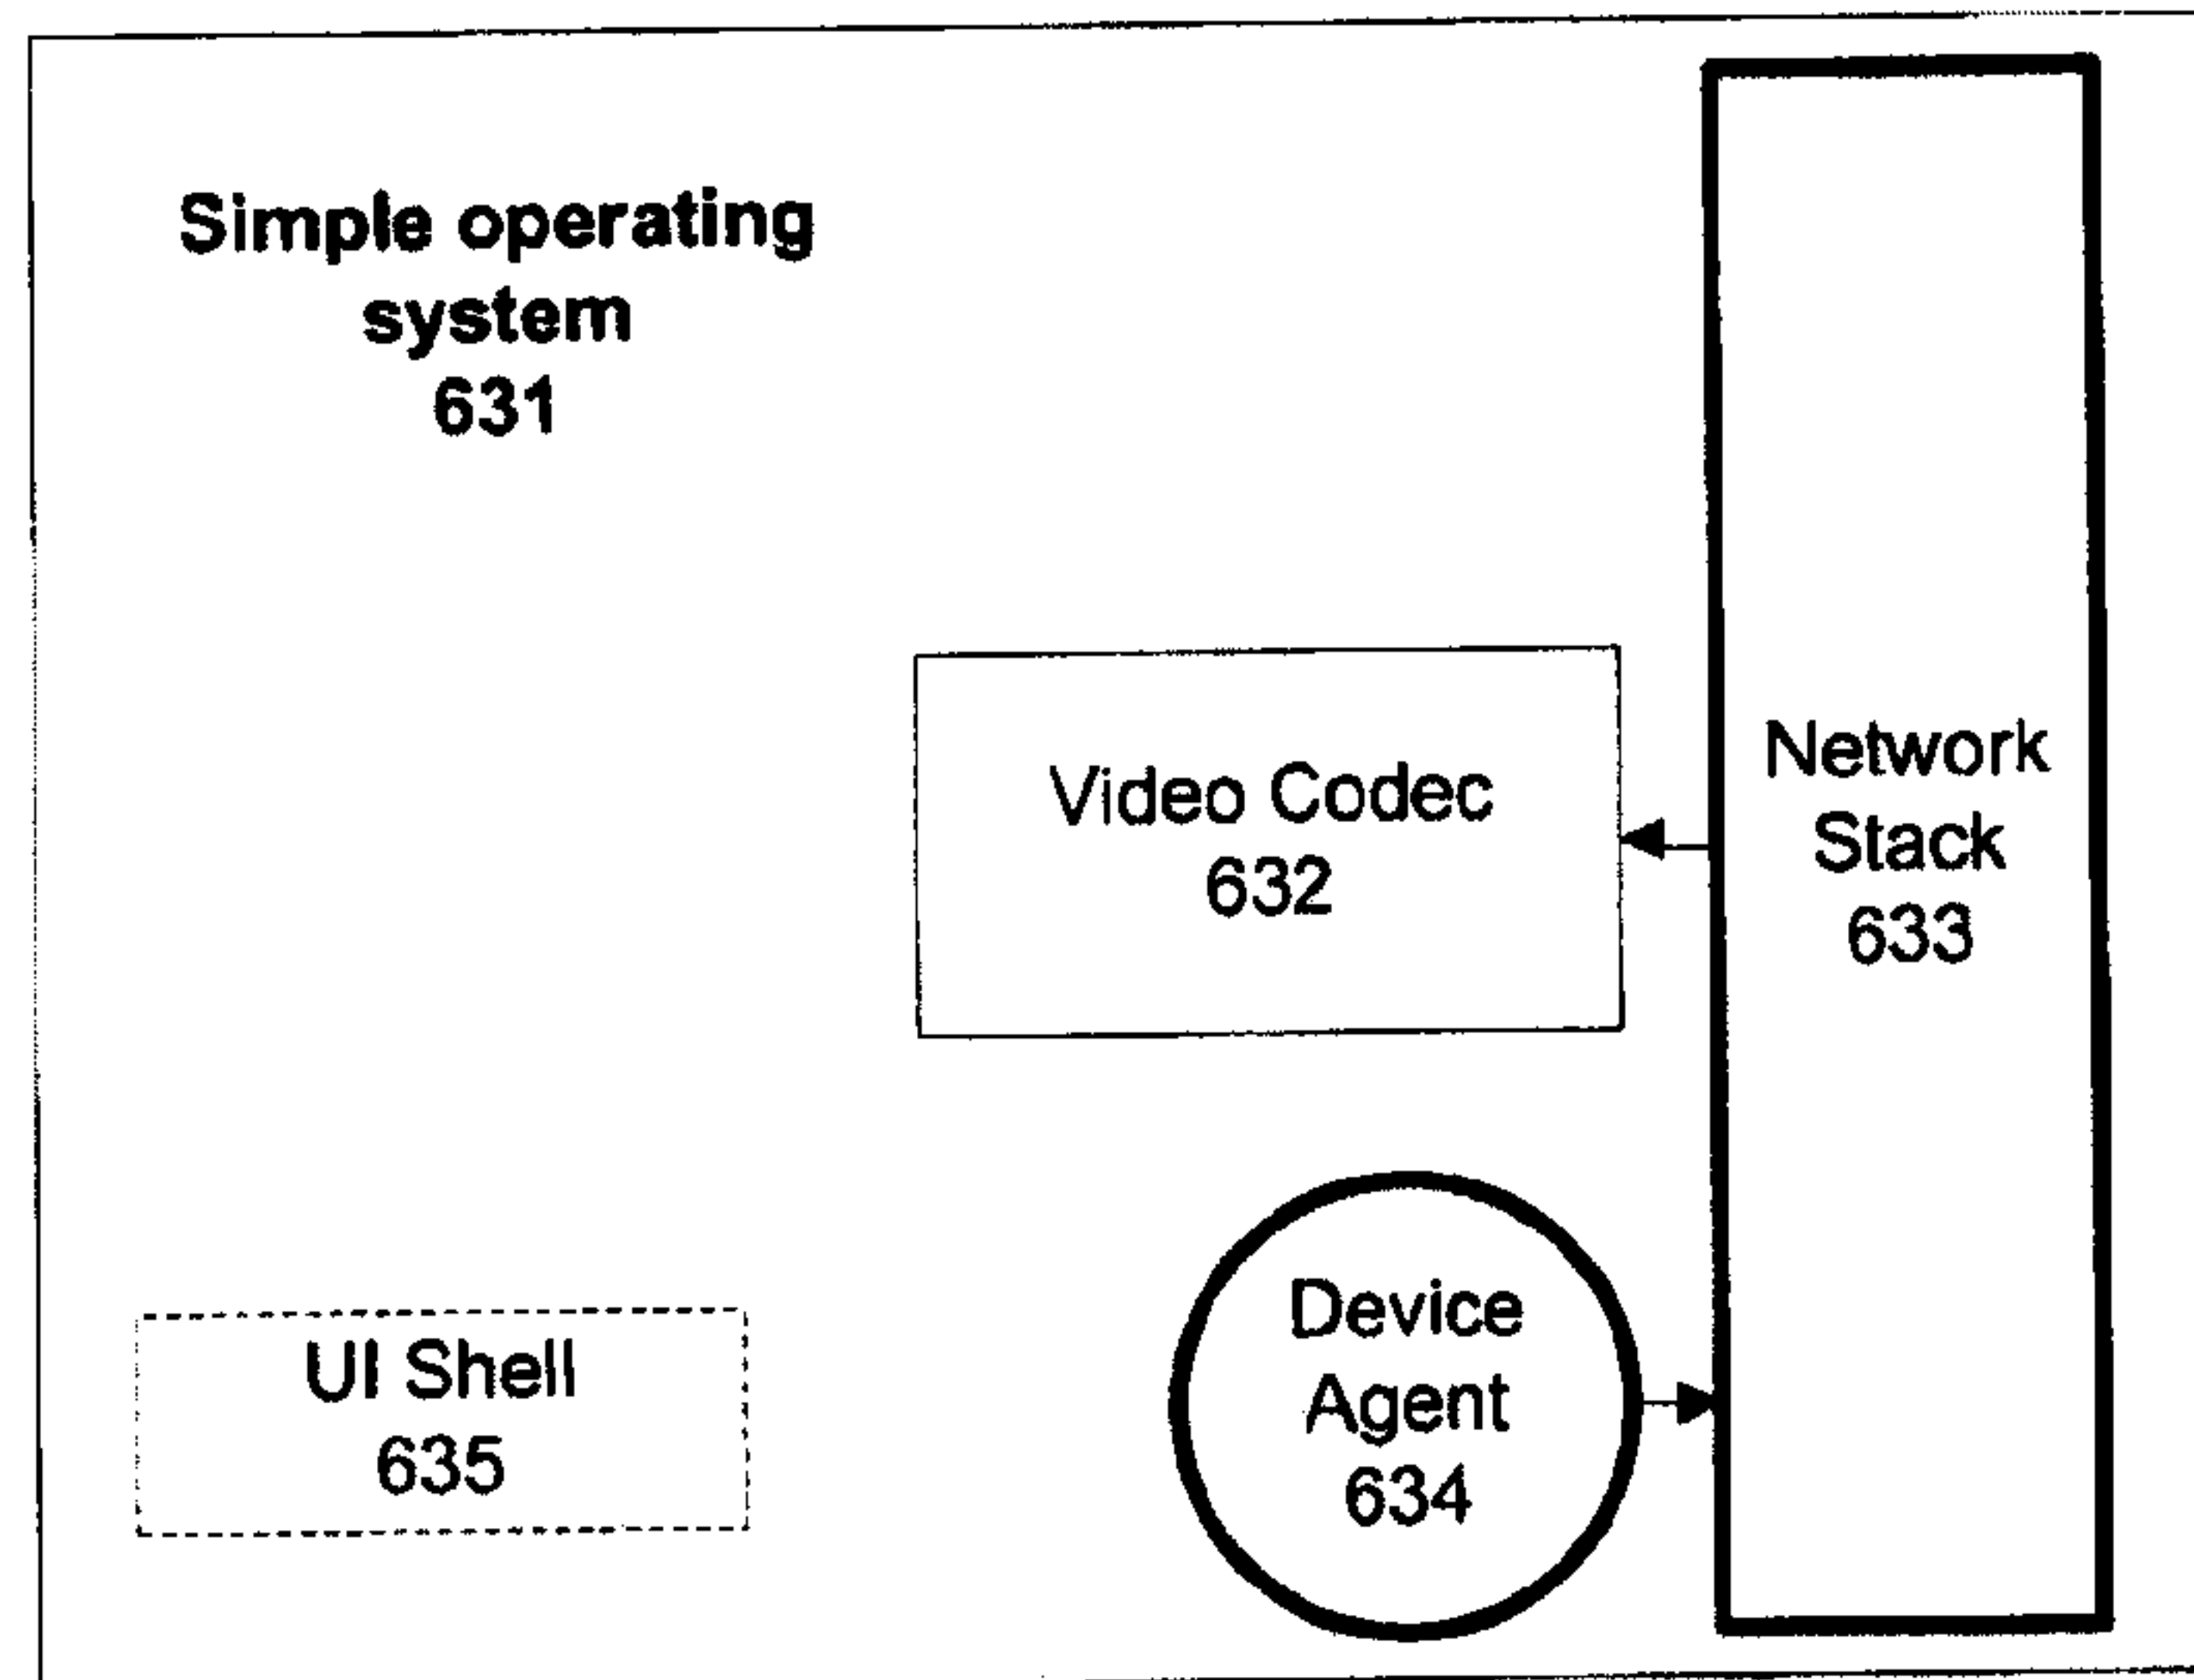 Simple operating
system
631
Video Codec
632
Network
Stack
633
Device
Agent
634
UI Shell
635